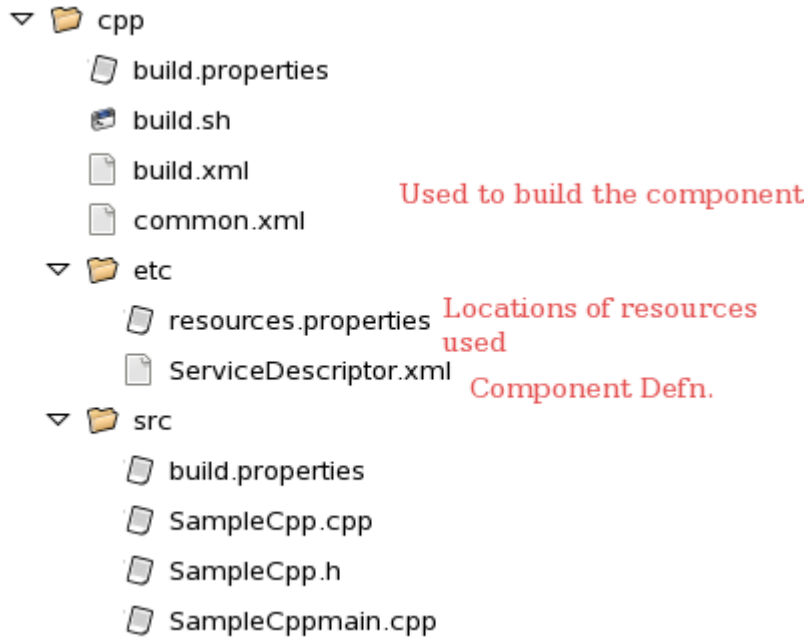 cpp
build.properties
build.sh
build.xml
Used to build the component
common.xml
etc
resources.properties
Locations of resources
used
ServiceDescriptor.xml
Component Defn.
src
build.properties
SampleCpp.cpp
SampleCpp.h
SampleCppmain.cpp